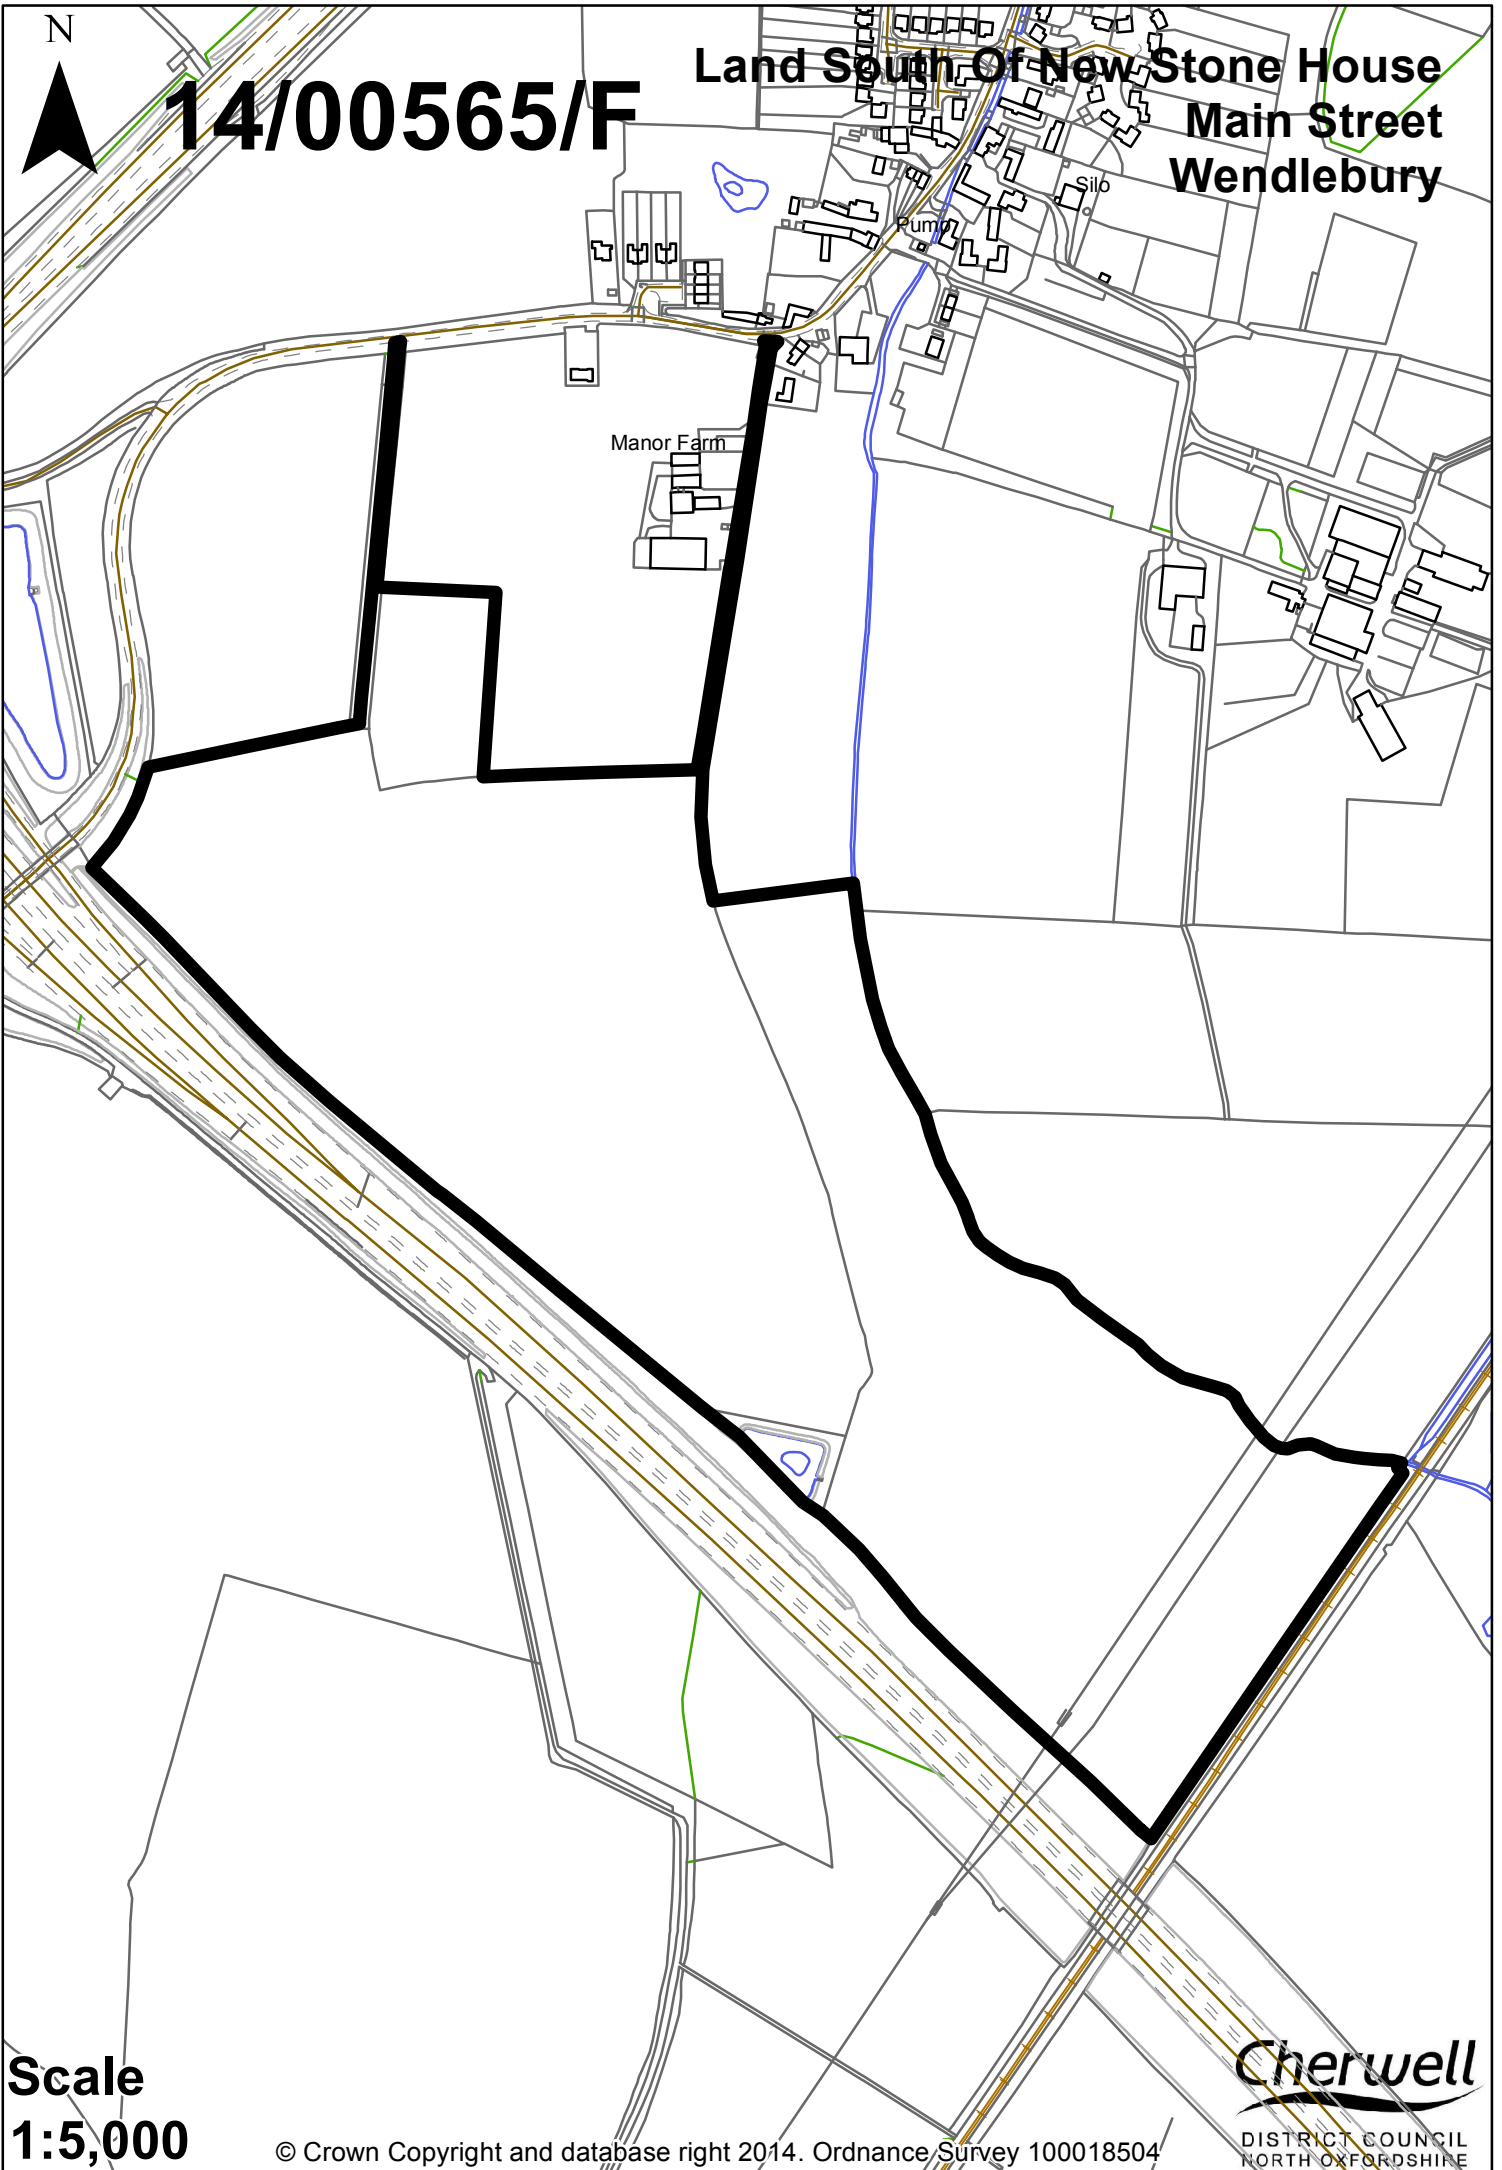 N
14/00565/F
Land South Of New Stone House
Main Street
Wendlebury
Silo
Pump
Manor Farm
Scale
1:5,000
© Crown Copyright and database right 2014. Ordnance Survey 100018504
Cherwell
DISTRICT COUNCIL
NORTH OXFORDSHIRE